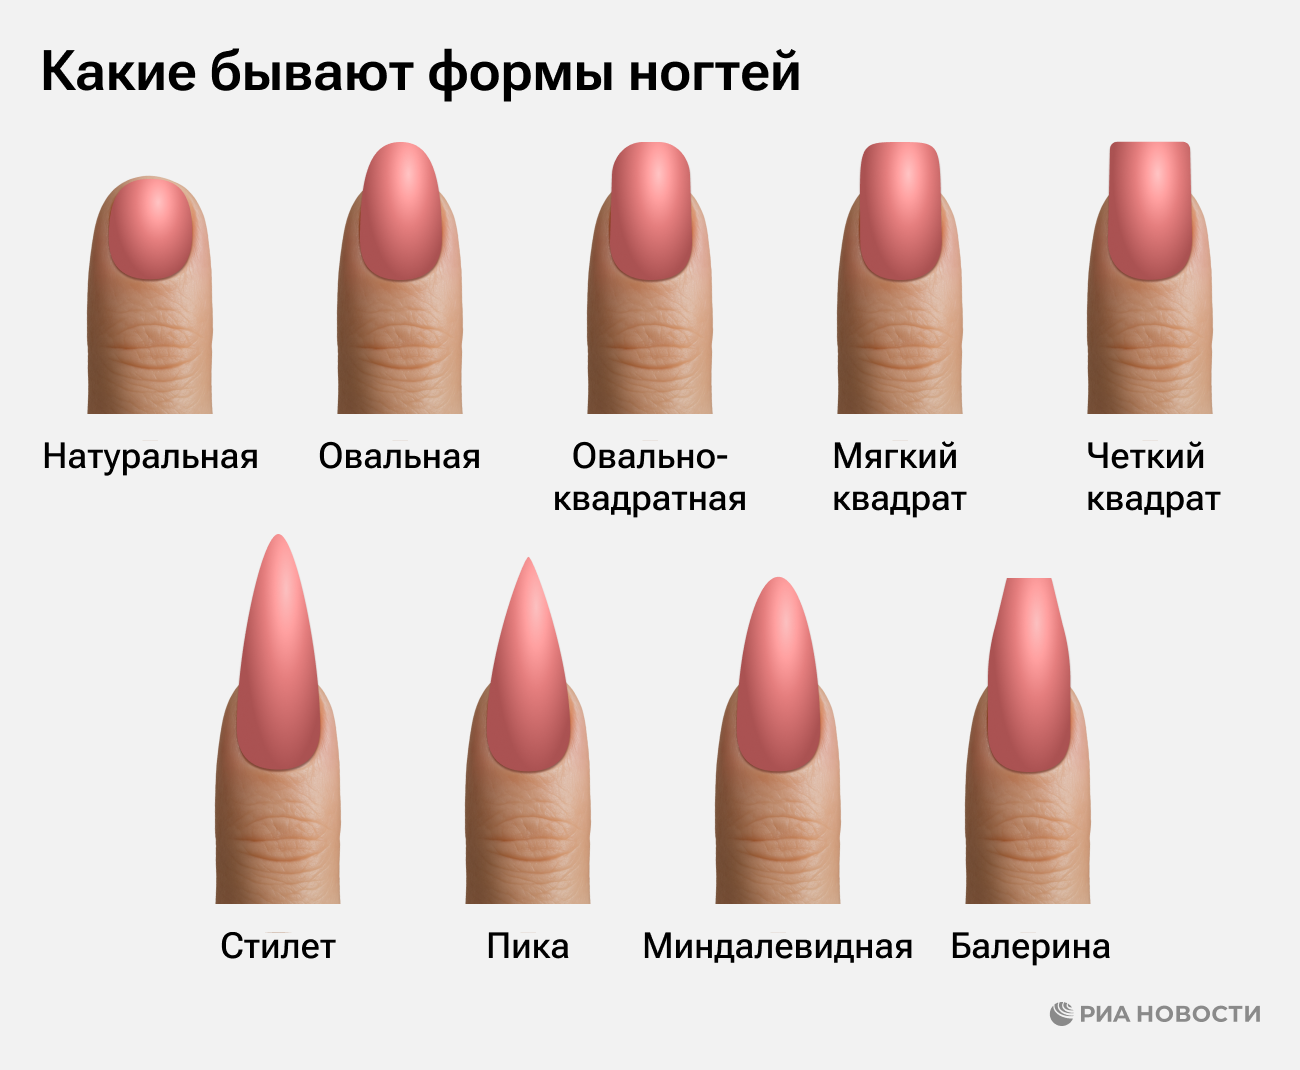 Какие бывают формы ногтей
Натуральная
Овальная
Овально-
квадратная
Мягкий
квадрат
Четкий
квадрат
Стилет
Пика
Миндалевидная
Балерина
РИА НОВОСТИ